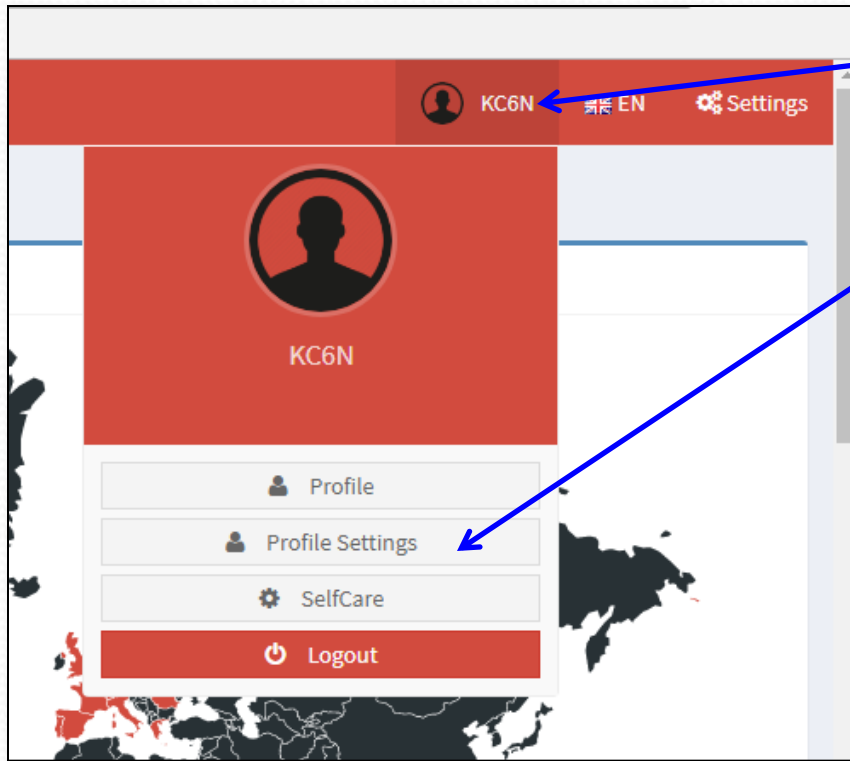 KC6N EN Settings
KC6N
Profile
Profile Settings
SelfCare
Logout